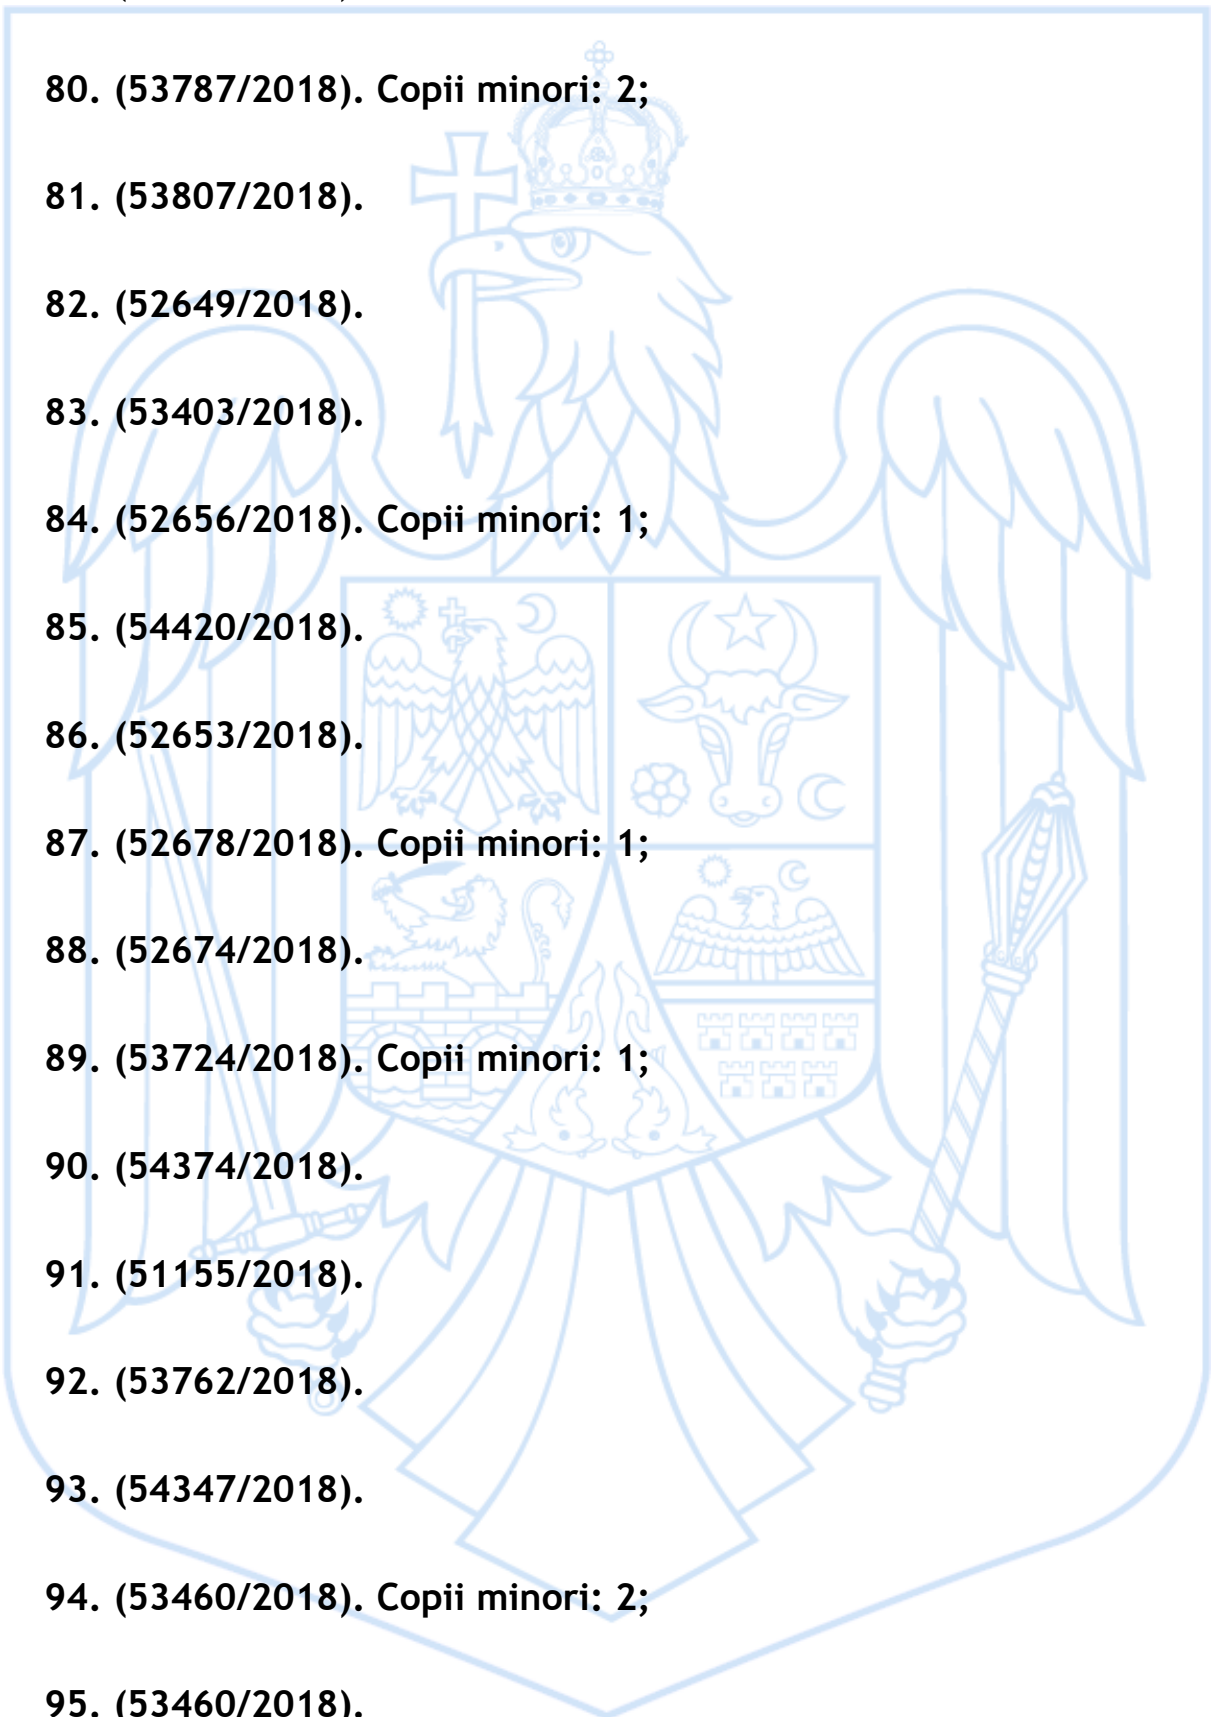 80. (53787/2018). Copii minori: 2;
81. (53807/2018).
82. (52649/2018).
83. (53403/2018).
84. (52656/2018). Copii minori: 1;
85. (54420/2018).
86. (52653/2018).
87. (52678/2018). Copii minori: 1;
88. (52674/2018).
89. (53724/2018). Copii minori: 1;
90. (54374/2018).
91. (51155/2018).
92. (53762/2018).
93. (54347/2018).
94. (53460/2018). Copii minori: 2;
95. (53460/2018).